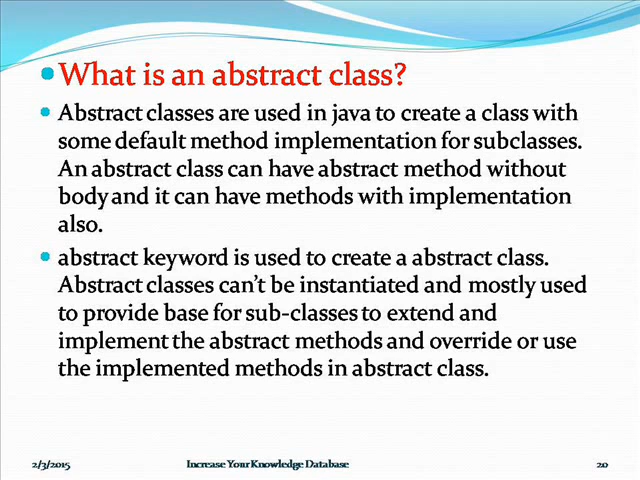 What is an abstract class?
Abstract classes are used in java to create a class with
some default method implementation for subclasses.
An abstract class can have abstract method without
body and it can have methods with implementation
also.
abstract keyword is used to create a abstract class.
Abstract classes can’t be instantiated and mostly used
to provide base for sub-classes to extend and
implement the abstract methods and override or use
the implemented methods in abstract class.
2/3/2015 Increase Your Knowledge Database 20